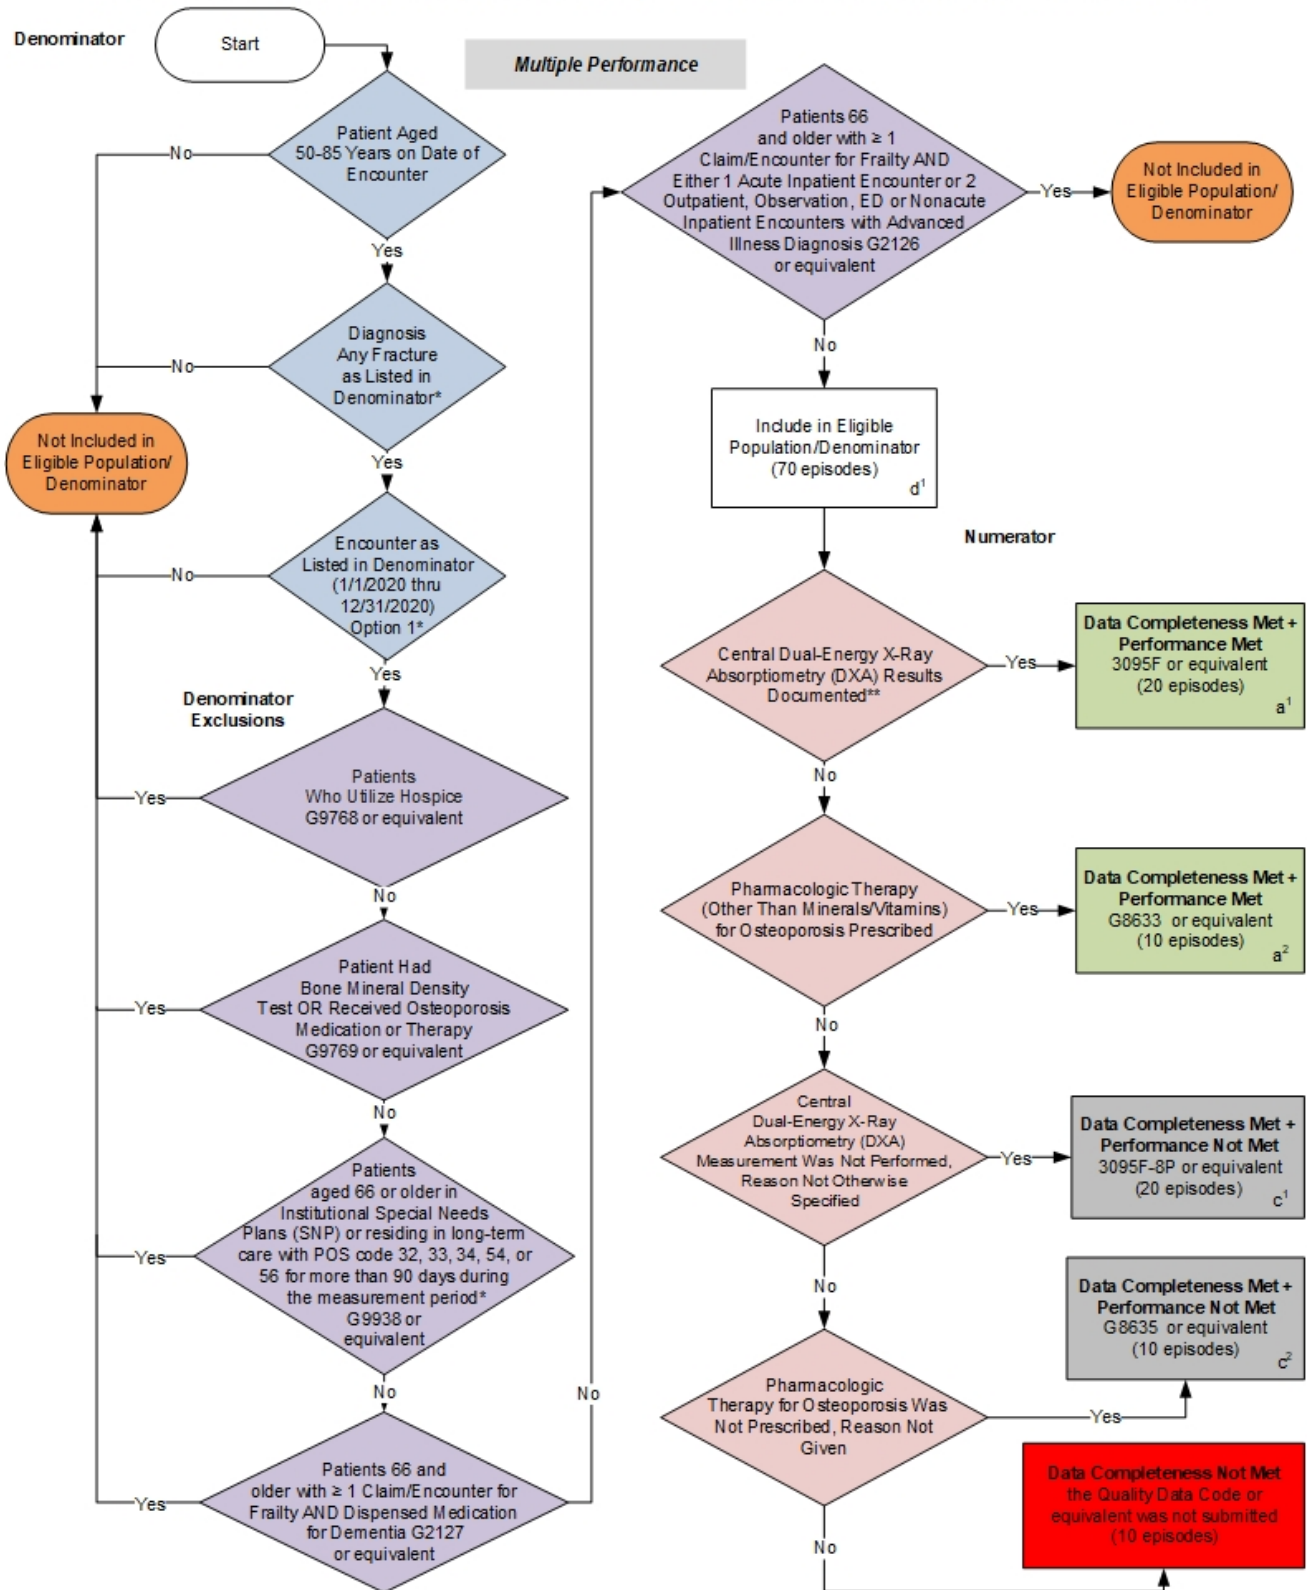 Denominator
Start
Multiple Performance
Patient Aged
50-85 Years on Date of
Encounter
No
Yes
Diagnosis
Any Fracture
as Listed in
Denominator*
No
Yes
Not Included in
Eligible Population/
Denominator
Encounter as
Listed in Denominator
(1/1/2020 thru
12/31/2020)
Option 1*
No
Yes
Denominator
Exclusions
Patients
Who Utilize Hospice
G9768 or equivalent
Yes
No
Patient Had
Bone Mineral Density
Test OR Received Osteoporosis
Medication or Therapy
G9769 or equivalent
Yes
No
Patients
aged 66 or older in
Institutional Special Needs
Plans (SNP) or residing in long-term
care with POS code 32, 33, 34, 54, or
56 for more than 90 days during
the measurement period*
G9938 or
equivalent
Yes
No
Patients 66 and
older with ≥ 1 Claim/Encounter for
Frailty AND Dispensed Medication
for Dementia G2127
or equivalent
Yes
No
Patients 66
and older with ≥ 1
Claim/Encounter for Frailty AND
Either 1 Acute Inpatient Encounter or 2
Outpatient, Observation, ED or Nonacute
Inpatient Encounters with Advanced
Illness Diagnosis G2126
or equivalent
Yes
Not Included in
Eligible Population/
Denominator
No
Include in Eligible
Population/Denominator
(70 episodes)
d¹
Numerator
Central Dual-Energy X-Ray
Absorptiometry (DXA) Results
Documented**
Yes
Data Completeness Met +
Performance Met
3095F or equivalent
(20 episodes)
a¹
No
Pharmacologic Therapy
(Other Than Minerals/Vitamins)
for Osteoporosis Prescribed
Yes
Data Completeness Met +
Performance Met
G8633 or equivalent
(10 episodes)
a²
No
Central
Dual-Energy X-Ray
Absorptiometry (DXA)
Measurement Was Not Performed,
Reason Not Otherwise
Specified
Yes
Data Completeness Met +
Performance Not Met
3095F-8P or equivalent
(20 episodes)
c¹
No
Pharmacologic
Therapy for Osteoporosis Was
Not Prescribed, Reason Not
Given
Yes
Data Completeness Met +
Performance Not Met
G8635 or equivalent
(10 episodes)
c²
No
Data Completeness Not Met
the Quality Data Code or
equivalent was not submitted
(10 episodes)